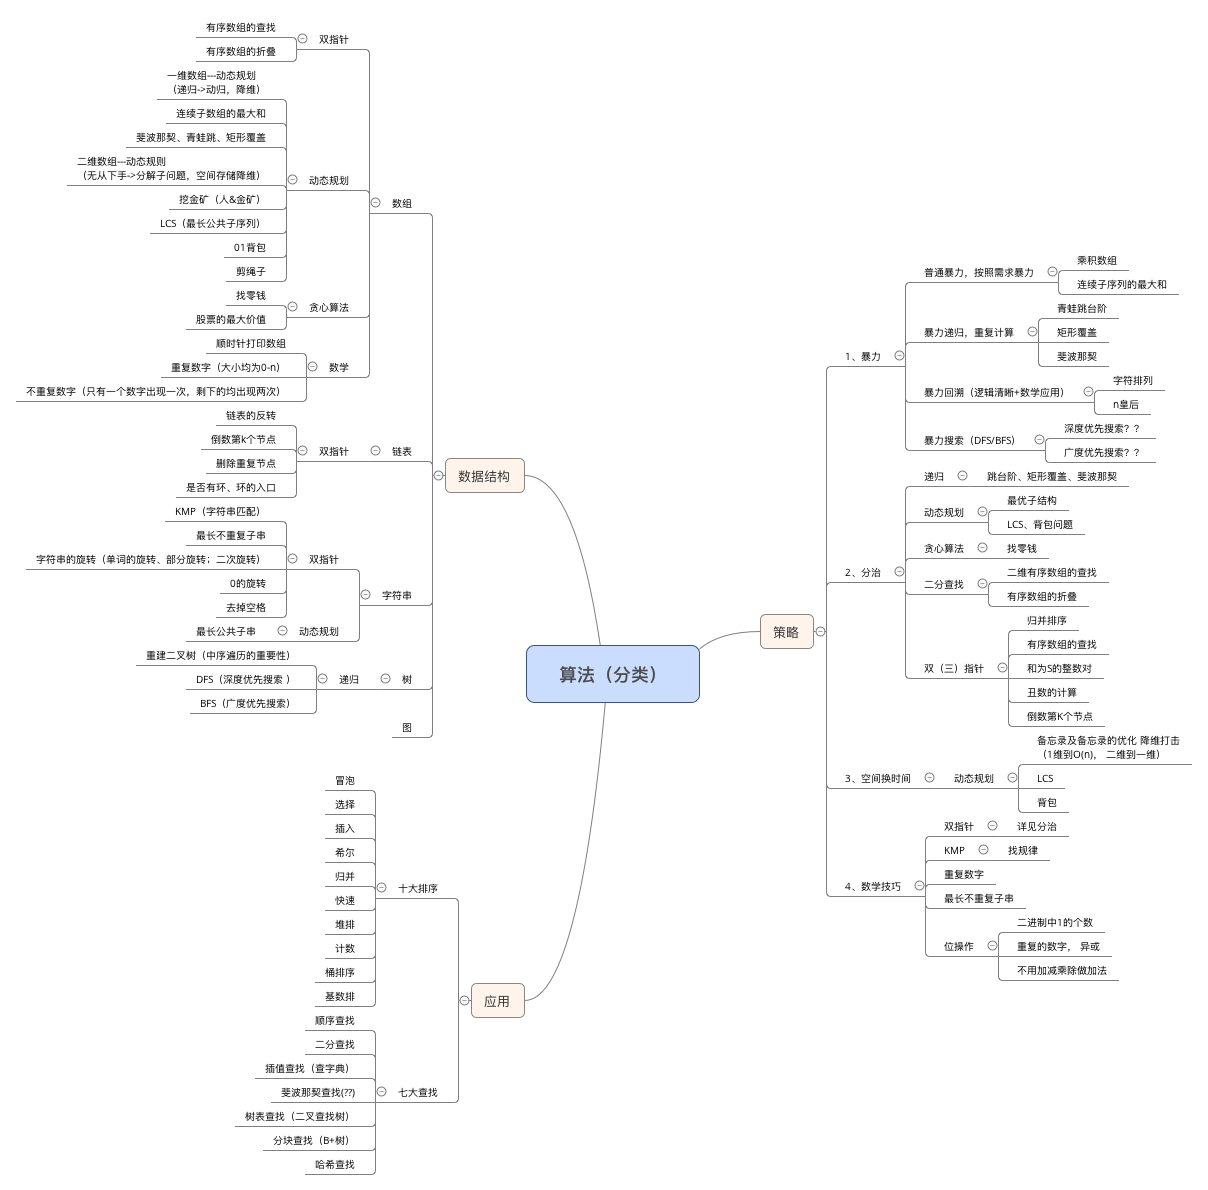 算法（分类）
数据结构
数组
双指针
有序数组的查找
有序数组的折叠
动态规划
一维数组---动态规划
（递归->动归，降维）
连续子数组的最大和
斐波那契、青蛙跳、矩形覆盖
二维数组---动态规则
（无从下手->分解子问题，空间存储降维）
挖金矿（人&金矿）
LCS（最长公共子序列）
01背包
剪绳子
贪心算法
找零钱
股票的最大价值
数学
顺时针打印数组
重复数字（大小均为0-n）
不重复数字（只有一个数字出现一次，剩下的均出现两次）
链表
双指针
链表的反转
倒数第k个节点
删除重复节点
是否有环、环的入口
字符串
双指针
KMP（字符串匹配）
最长不重复子串
字符串的旋转（单词的旋转、部分旋转；二次旋转）
0的旋转
去掉空格
动态规划
最长公共子串
树
递归
重建二叉树（中序遍历的重要性）
DFS（深度优先搜索 ）
BFS（广度优先搜索）
图
应用
十大排序
冒泡
选择
插入
希尔
归并
快速
堆排
计数
桶排序
基数排
七大查找
顺序查找
二分查找
插值查找（查字典）
斐波那契查找(??)
树表查找（二叉查找树）
分块查找（B+树）
哈希查找
策略
1、暴力
普通暴力，按照需求暴力
乘积数组
连续子序列的最大和
暴力递归，重复计算
青蛙跳台阶
矩形覆盖
斐波那契
暴力回溯（逻辑清晰+数学应用）
字符排列
n皇后
暴力搜索（DFS/BFS）
深度优先搜索？？
广度优先搜索？？
2、分治
递归
跳台阶、矩形覆盖、斐波那契
动态规划
最优子结构
LCS、背包问题
贪心算法
找零钱
二分查找
二维有序数组的查找
有序数组的折叠
双（三）指针
归并排序
有序数组的查找
和为S的整数对
丑数的计算
倒数第K个节点
3、空间换时间
动态规划
备忘录及备忘录的优化 降维打击
（1维到O(n)， 二维到一维）
LCS
背包
4、数学技巧
双指针
详见分治
KMP
找规律
重复数字
最长不重复子串
位操作
二进制中1的个数
重复的数字， 异或
不用加减乘除做加法